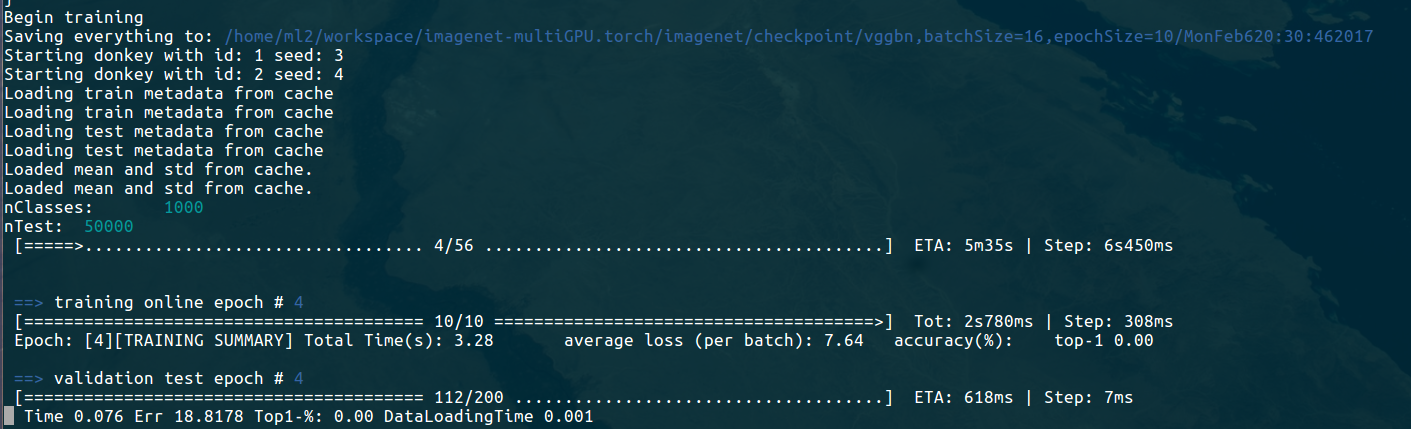 Begin training
Saving everything to: /home/ml2/workspace/imagenet-multiGPU.torch/imagenet/checkpoint/vggbn,batchSize=16,epochSize=10/MonFeb620:30:462017
Starting donkey with id: 1 seed: 3
Starting donkey with id: 2 seed: 4
Loading train metadata from cache
Loading train metadata from cache
Loading test metadata from cache
Loading test metadata from cache
Loaded mean and std from cache.
Loaded mean and std from cache.
nClasses: 1000
nTest: 50000
[=====>.................................. 4/56 ........................................] ETA: 5m35s | Step: 6s450ms
==> training online epoch # 4
[======================================== 10/10 ======================================>] Tot: 2s780ms | Step: 308ms
Epoch: [4][TRAINING SUMMARY] Total Time(s): 3.28 average loss (per batch): 7.64 accuracy(%): top-1 0.00
==> validation test epoch # 4
[======================================== 112/200 .....................................] ETA: 618ms | Step: 7ms
Time 0.076 Err 18.8178 Top1-%: 0.00 DataLoadingTime 0.001